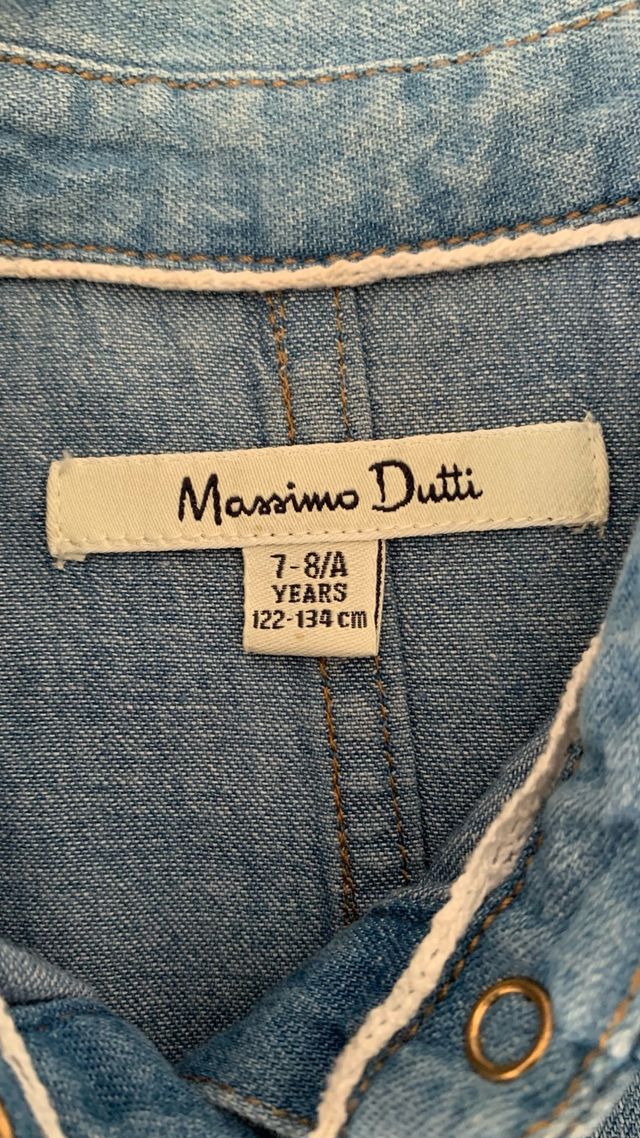 Massimo Dutti
7-8/A
YEARS
122-134 cm